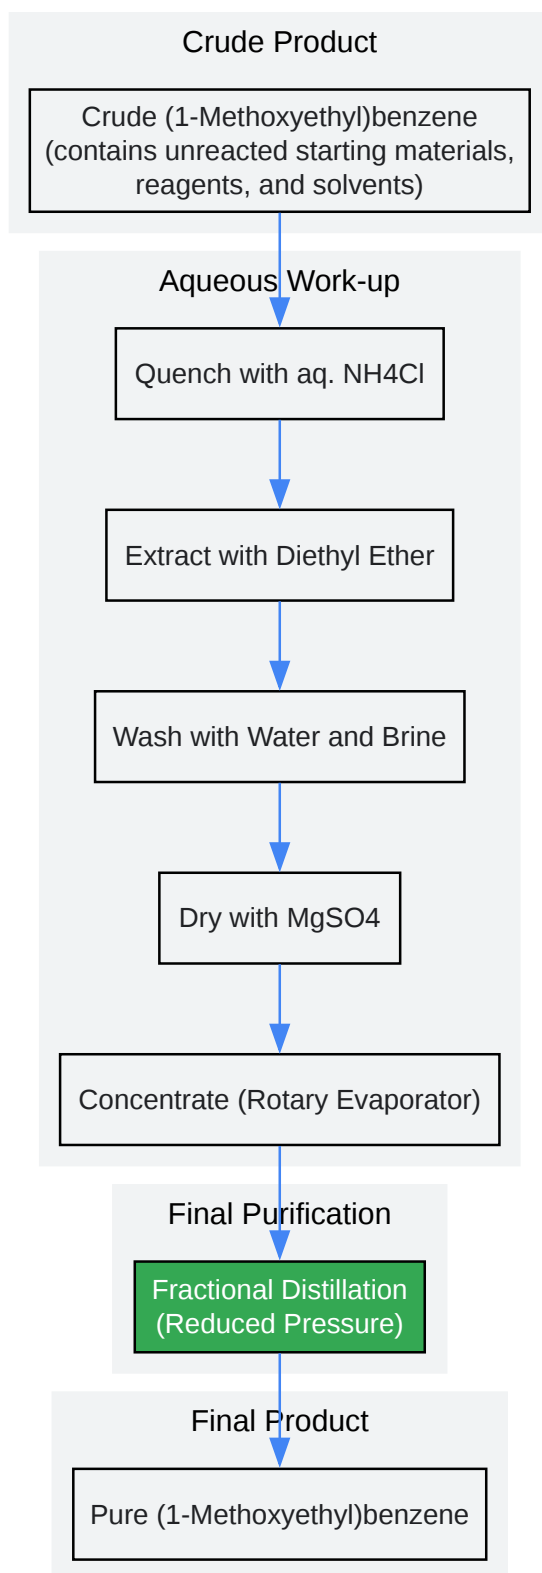 Crude Product
Crude (1-Methoxyethyl)benzene
(contains unreacted starting materials,
reagents, and solvents)
Aqueous Work-up
Quench with aq. NH4Cl
Extract with Diethyl Ether
Wash with Water and Brine
Dry with MgSO4
Concentrate (Rotary Evaporator)
Final Purification
Fractional Distillation
(Reduced Pressure)
Final Product
Pure (1-Methoxyethyl)benzene